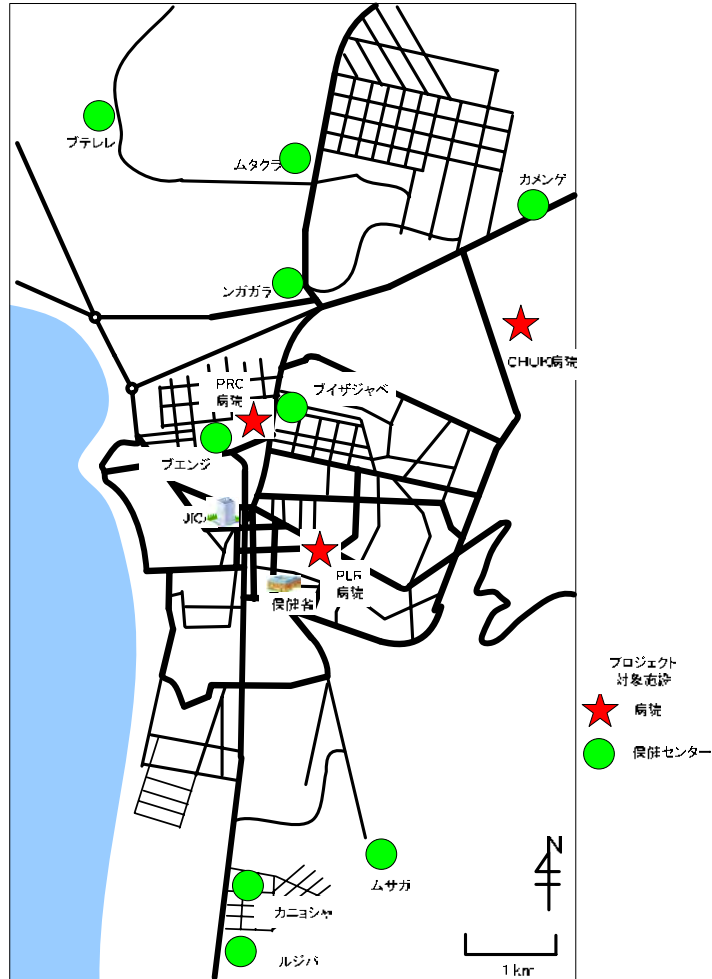 ブテレレ
ムタクラ
カメンゲ
ンガガラ
CHUK病院
PRC
病院
ブイザジャベ
ブエンジ
JIC
PLR
病院
保健省
プロジェクト
対象施設
病院
保健センター
ムサガ
カニョシャ
ルジバ
N
1km